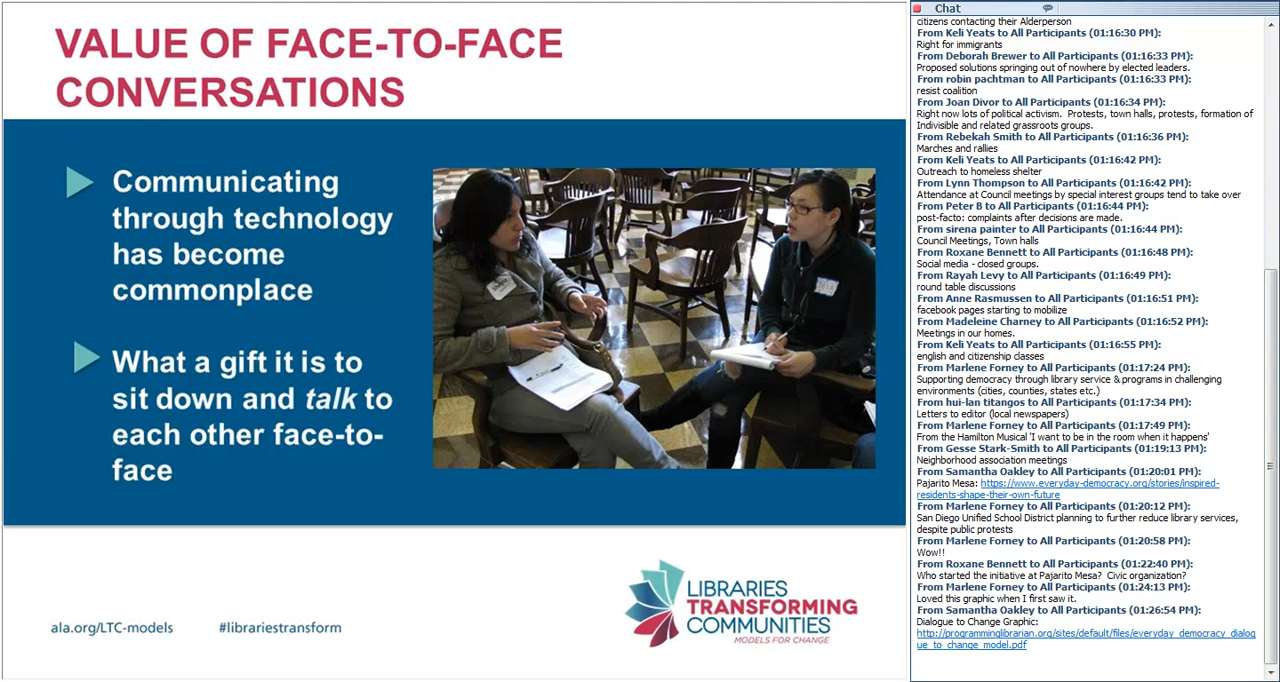 VALUE OF FACE-TO-FACE
CONVERSATIONS
Communicating
through technology
has become
commonplace
What a gift it is to
sit down and talk to
each other face-to-
face
ala.org/LTC-models
#librariestransform
LIBRARIES
TRANSFORMING
COMMUNITIES
MODELS FOR CHANGE
Chat
citizens contacting their Alderperson
From Keli Yeats to All Participants (01:16:30 PM):
Right for immigrants
From Deborah Brewer to All Participants (01:16:33 PM):
Proposed solutions springing out of nowhere by elected leaders.
From robin pachtman to All Participants (01:16:33 PM):
resist coalition
From Joan Divor to All Participants (01:16:34 PM):
Right now lots of political activism.  Protests, town halls, protests, formation of
Indivisible and related grassroots groups.
From Rebekah Smith to All Participants (01:16:36 PM):
Marches and rallies
From Keli Yeats to All Participants (01:16:42 PM):
Outreach to homeless shelter
From Lynn Thompson to All Participants (01:16:42 PM):
Attendance at Council meetings by special interest groups tend to take over
From Peter B to All Participants (01:16:44 PM):
post-facto: complaints after decisions are made.
From sirena painter to All Participants (01:16:44 PM):
Council Meetings, Town halls
From Roxane Bennett to All Participants (01:16:48 PM):
Social media - closed groups.
From Rayah Levy to All Participants (01:16:49 PM):
round table discussions
From Anne Rasmussen to All Participants (01:16:51 PM):
facebook pages starting to mobilize
From Madeleine Charney to All Participants (01:16:52 PM):
Meetings in our homes.
From Keli Yeats to All Participants (01:16:55 PM):
english and citizenship classes
From Marlene Forney to All Participants (01:17:24 PM):
Supporting democracy through library service & programs in challenging
environments (cities, counties, states etc.)
From hui-lan titangos to All Participants (01:17:34 PM):
Letters to editor (local newspapers)
From Marlene Forney to All Participants (01:17:49 PM):
From the Hamilton Musical 'I want to be in the room when it happens'
From Gesse Stark-Smith to All Participants (01:19:13 PM):
Neighborhood association meetings
From Samantha Oakley to All Participants (01:20:01 PM):
Pajarito Mesa: https://www.everyday-democracy.org/stories/inspired-
residents-shape-their-own-future
From Marlene Forney to All Participants (01:20:12 PM):
San Diego Unified School District planning to further reduce library services,
despite public protests
From Marlene Forney to All Participants (01:20:58 PM):
Wow!!
From Roxane Bennett to All Participants (01:22:40 PM):
Who started the initiative at Pajarito Mesa?  Civic organization?
From Marlene Forney to All Participants (01:24:13 PM):
Loved this graphic when I first saw it.
From Samantha Oakley to All Participants (01:26:54 PM):
Dialogue to Change Graphic:
http://programminglibrarian.org/sites/default/files/everyday_democracy_dialog
ue_to_change_model.pdf